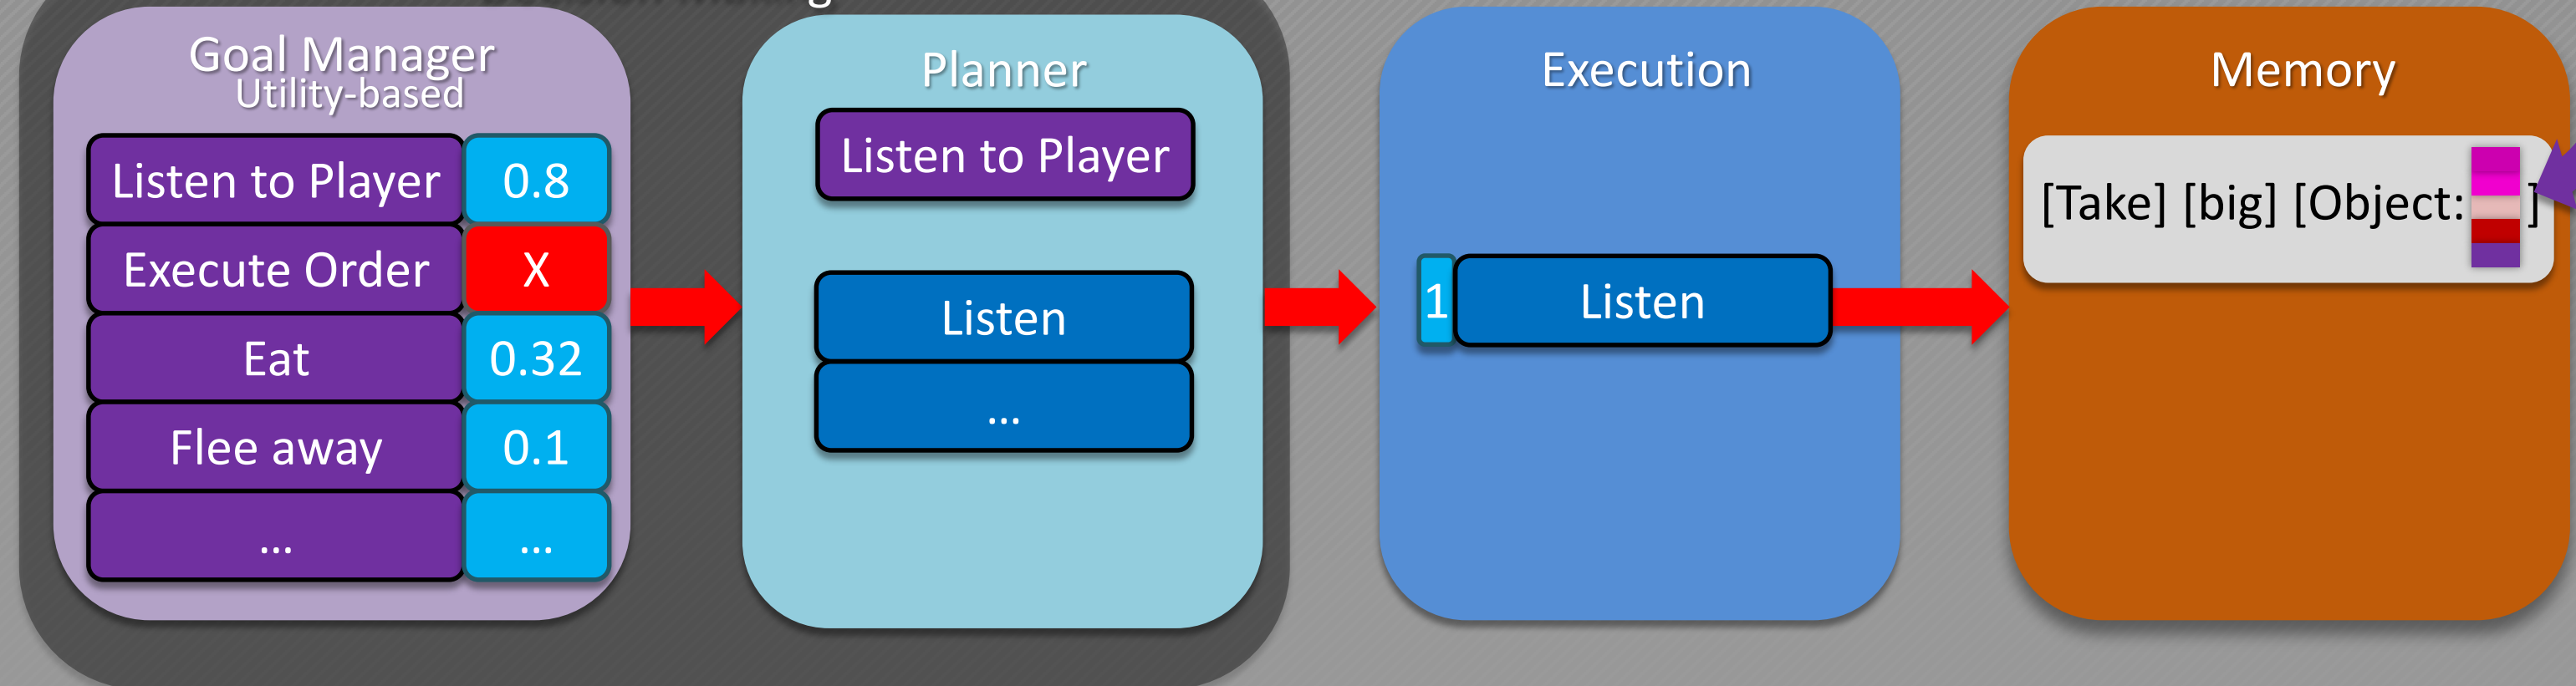 Goal Manager
Utility-based
Listen to Player 0.8
Execute Order X
Eat 0.32
Flee away 0.1
... ...
Planner
Listen to Player
Listen
...
Execution
1 Listen
Memory
[Take] [big] [Object: ]